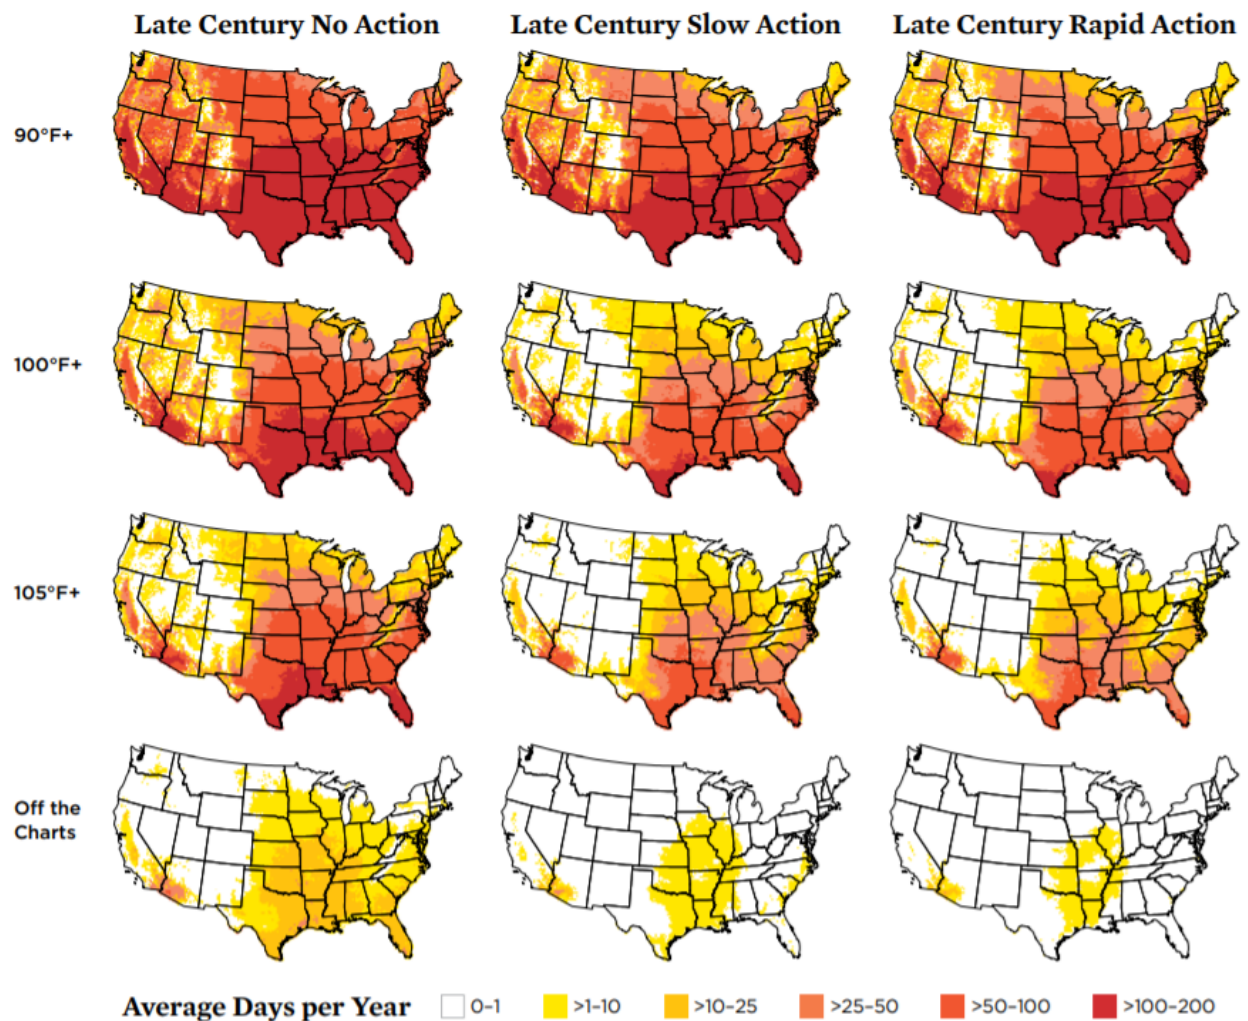 Late Century No Action
Late Century Slow Action
Late Century Rapid Action
90°F+
100°F+
105°F+
Off the
Charts
Average Days per Year
0–1
>1–10
>10–25
>25–50
>50–100
>100–200